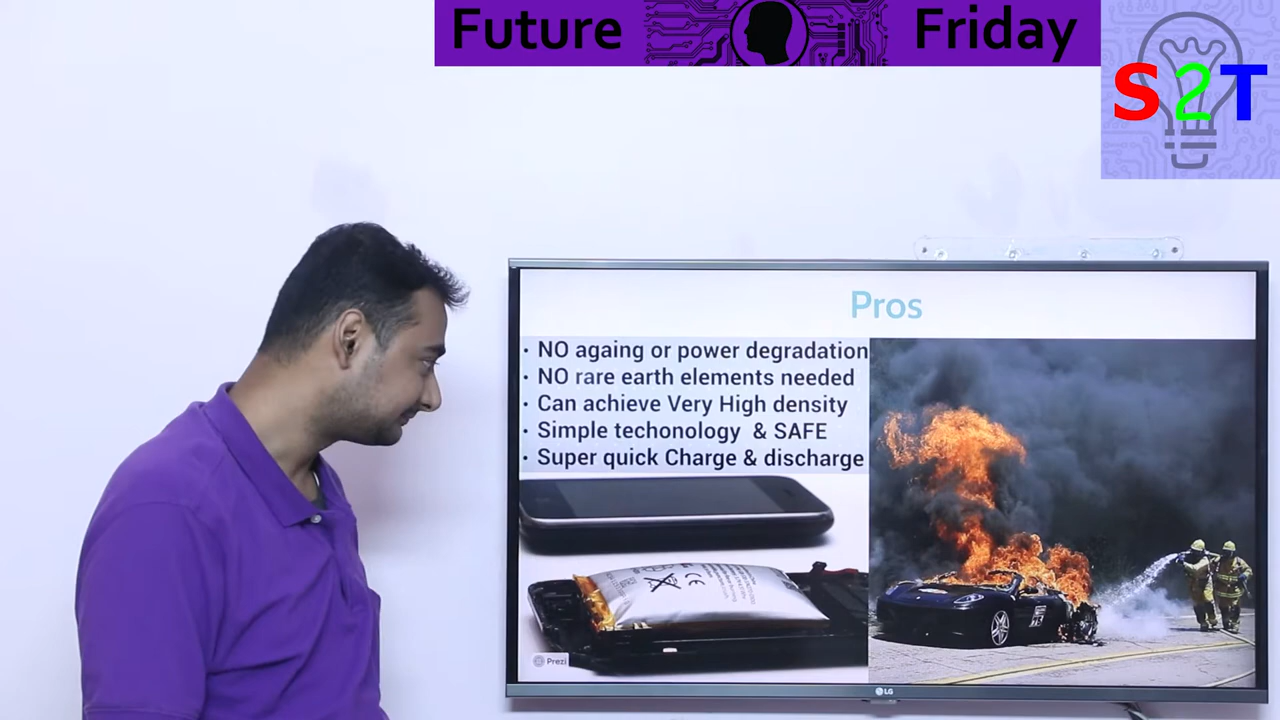 Future Friday
S2T
Pros
• NO againg or power degradation
• NO rare earth elements needed
• Can achieve Very High density
• Simple techonology & SAFE
• Super quick Charge & discharge
CE
Prezi
LG